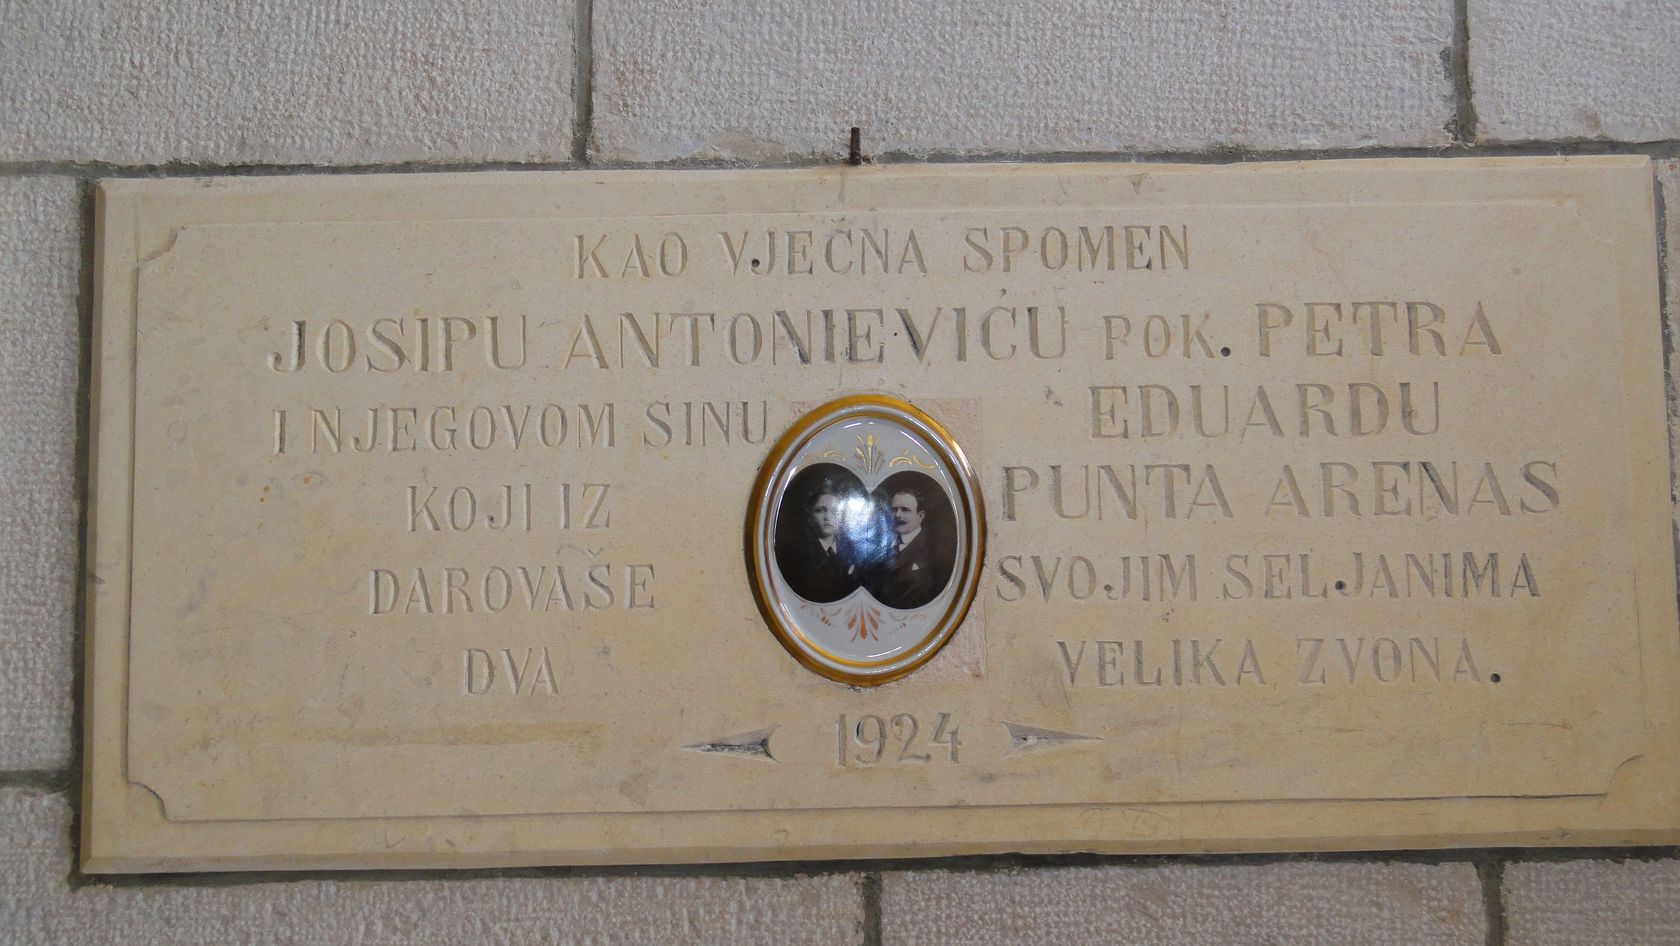 KAO VJEČNA SPOMEN
JOSIPU ANTONIEVIĆU POK. PETRA
I NJEGOVOM SINU EDUARDU
KOJI IZ PUNTA ARENAS
DAROVAŠE SVOJIM SELJANIMA
DVA VELIKA ZVONA.
1924